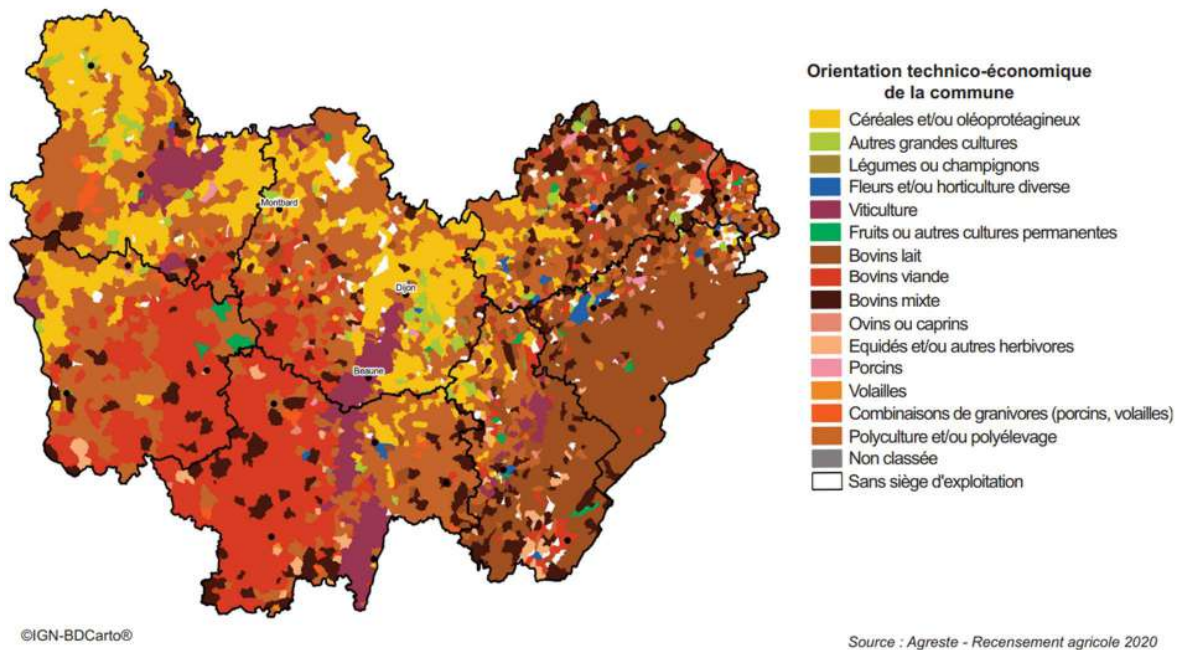 Montbard
Dijon
Beaune
Orientation technico-économique
de la commune
Céréales et/ou oléoprotéagineux
Autres grandes cultures
Légumes ou champignons
Fleurs et/ou horticulture diverse
Viticulture
Fruits ou autres cultures permanentes
Bovins lait
Bovins viande
Bovins mixte
Ovins ou caprins
Equidés et/ou autres herbivores
Porcins
Volailles
Combinaisons de granivores (porcins, volailles)
Polyculture et/ou polyélevage
Non classée
Sans siège d'exploitation
©IGN-BDCarto®
Source : Agreste - Recensement agricole 2020